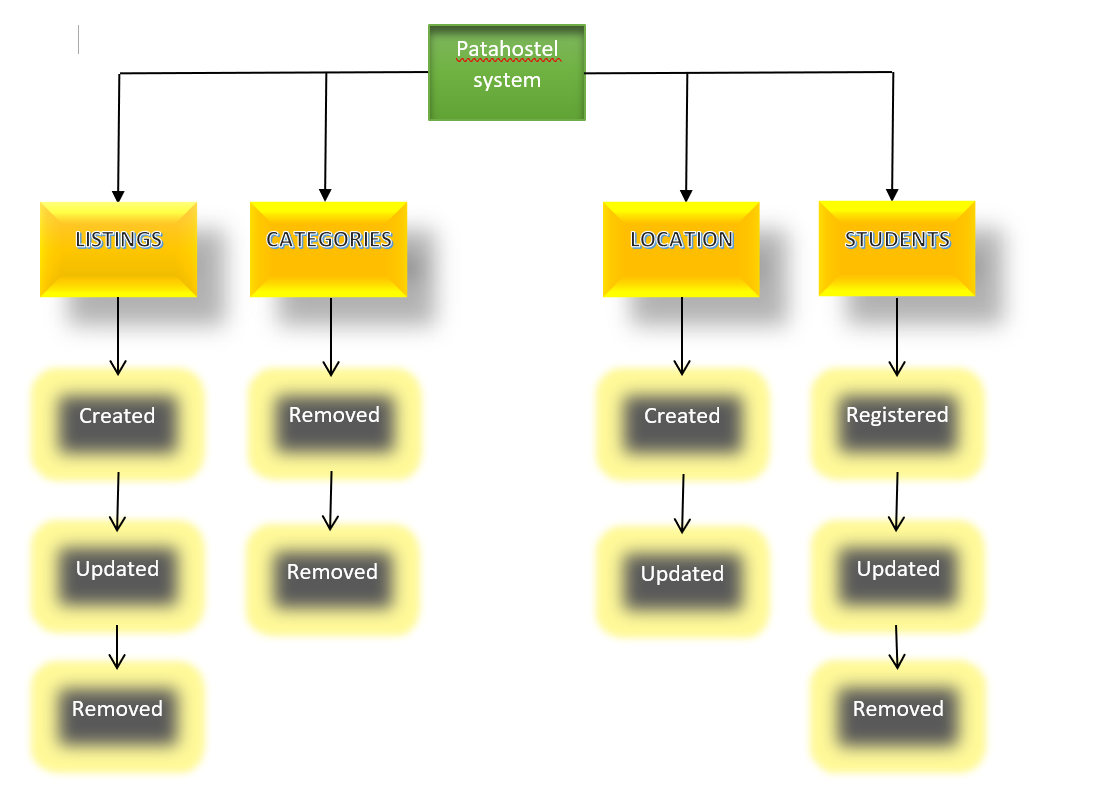 Patahostel
system
LISTINGS
CATEGORIES
LOCATION
STUDENTS
Created
Removed
Created
Registered
Updated
Removed
Updated
Updated
Removed
Removed